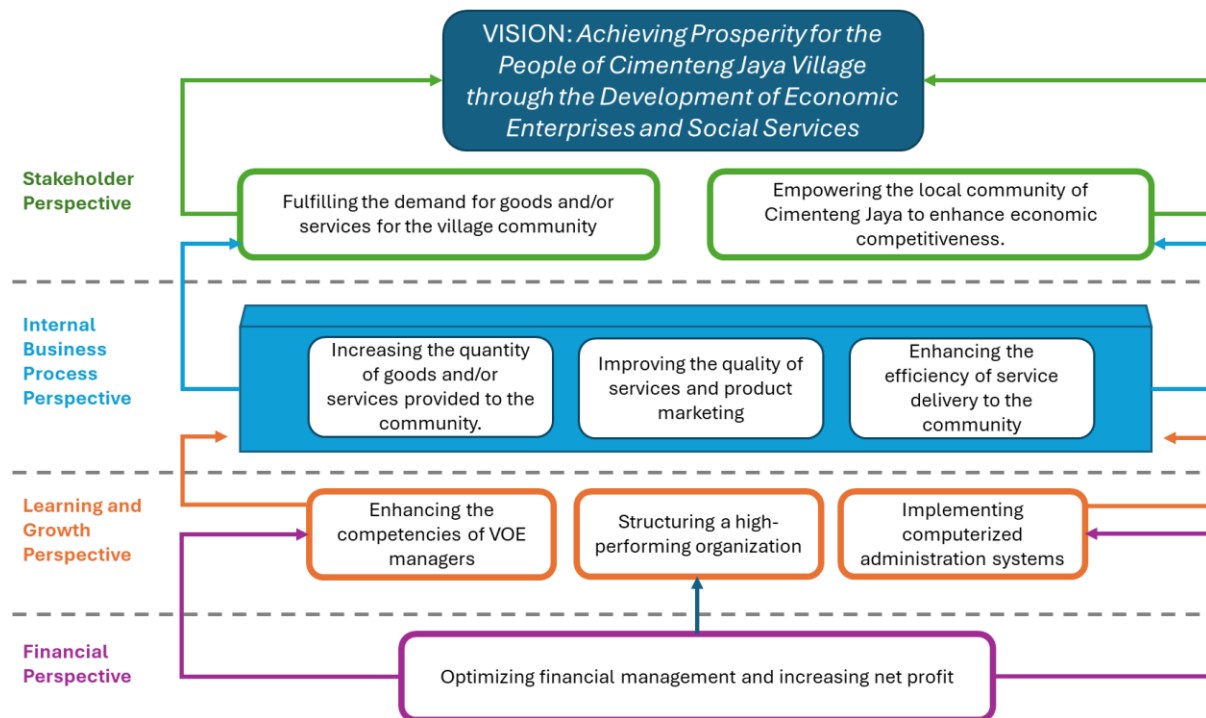 VISION: Achieving Prosperity for the
People of Cimenteng Jaya Village
through the Development of Economic
Enterprises and Social Services
Stakeholder
Perspective
Fulfilling the demand for goods and/or
services for the village community
Empowering the local community of
Cimenteng Jaya to enhance economic
competitiveness.
Internal
Business
Process
Perspective
Increasing the quantity
of goods and/or
services provided to the
community.
Improving the quality of
services and product
marketing
Enhancing the
efficiency of service
delivery to the
community
Learning and
Growth
Perspective
Enhancing the
competencies of VOE
managers
Structuring a high-
performing organization
Implementing
computerized
administration systems
Financial
Perspective
Optimizing financial management and increasing net profit